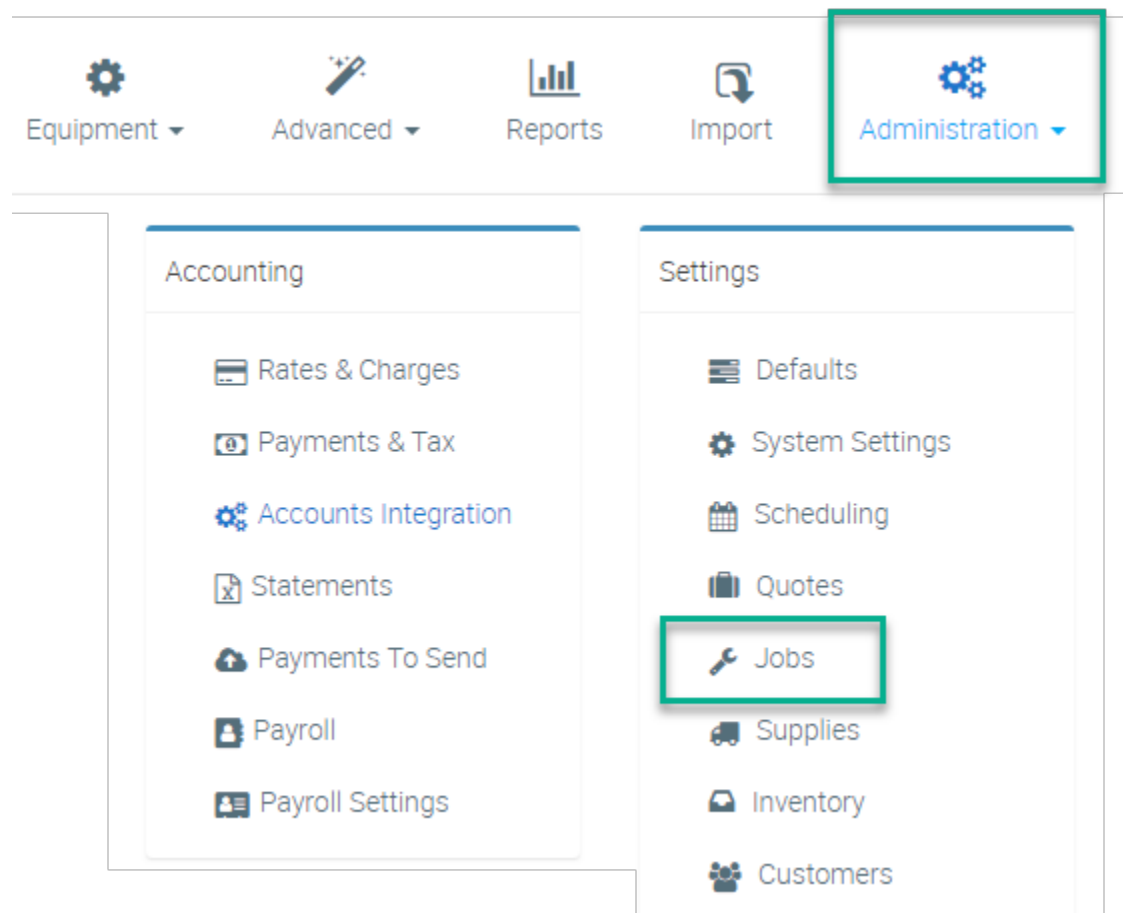 Equipment
Advanced
Reports
Import
Administration
Accounting
Rates & Charges
Payments & Tax
Accounts Integration
Statements
Payments To Send
Payroll
Payroll Settings
Settings
Defaults
System Settings
Scheduling
Quotes
Jobs
Supplies
Inventory
Customers